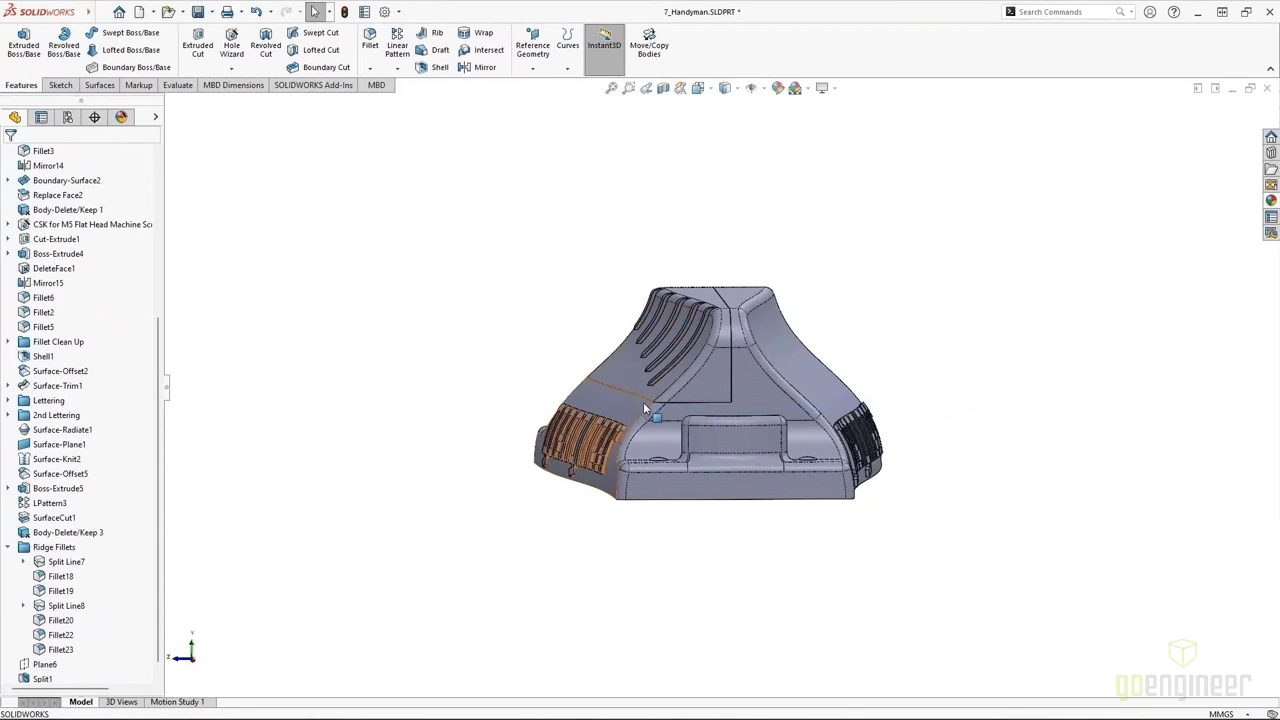 SOLIDWORKS
7_Handyman.SLDPRT *
Search Commands
Extruded Boss/Base
Revolved Boss/Base
Swept Boss/Base
Lofted Boss/Base
Boundary Boss/Base
Extruded Cut
Hole Wizard
Revolved Cut
Swept Cut
Lofted Cut
Boundary Cut
Fillet
Linear Pattern
Rib
Draft
Shell
Wrap
Intersect
Mirror
Reference Geometry
Curves
Instant3D
Move/Copy Bodies
Features
Sketch
Surfaces
Markup
Evaluate
MBD Dimensions
SOLIDWORKS Add-Ins
MBD
Fillet3
Mirror14
Boundary-Surface2
Replace Face2
Body-Delete/Keep 1
CSK for M5 Flat Head Machine Scr
Cut-Extrude1
Boss-Extrude4
DeleteFace1
Mirror15
Fillet6
Fillet2
Fillet5
Fillet Clean Up
Shell1
Surface-Offset2
Surface-Trim1
Lettering
2nd Lettering
Surface-Radiate1
Surface-Plane1
Surface-Knit2
Surface-Offset5
Boss-Extrude5
LPattern3
SurfaceCut1
Body-Delete/Keep 3
Ridge Fillets
Split Line7
Fillet18
Fillet19
Split Line8
Fillet20
Fillet22
Fillet23
Plane6
Split1
Y
Z
goengineer
Model
3D Views
Motion Study 1
SOLIDWORKS
MMGS